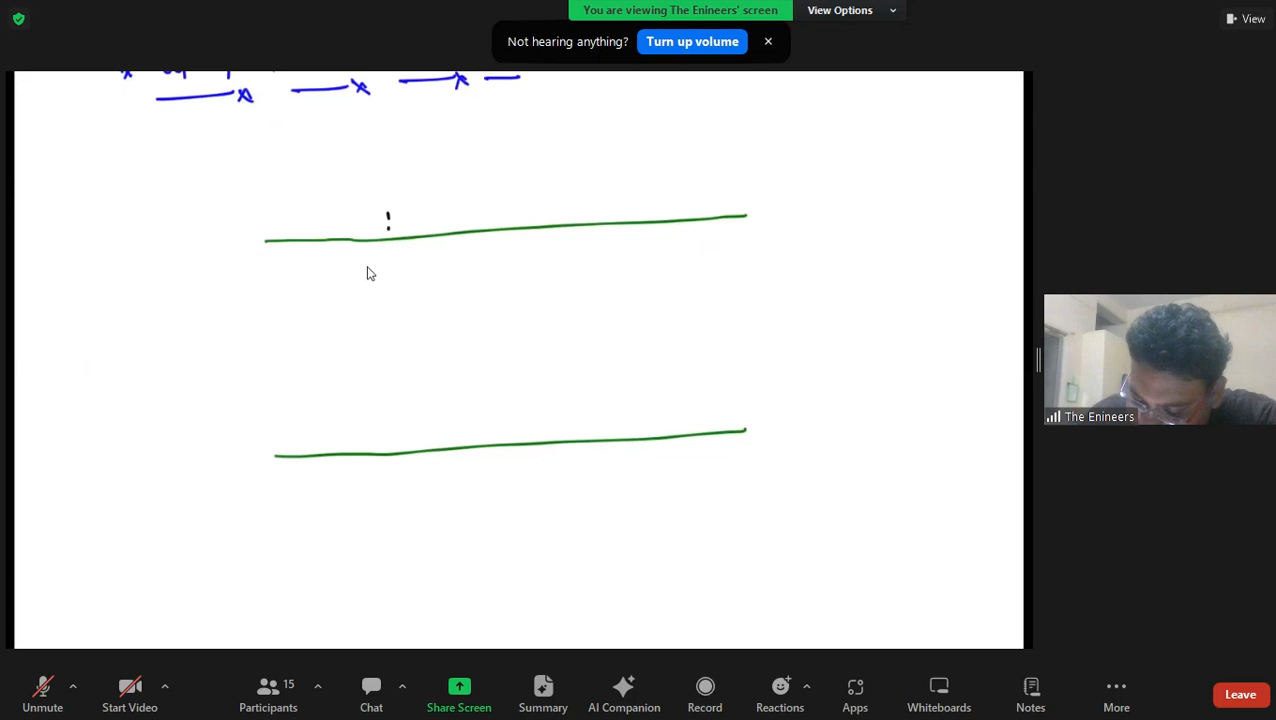 You are viewing The Enineers' screen
View Options
View
Not hearing anything?
Turn up volume
The Enineers
15
Unmute
Start Video
Participants
Chat
Share Screen
Summary
AI Companion
Record
Reactions
Apps
Whiteboards
Notes
More
Leave